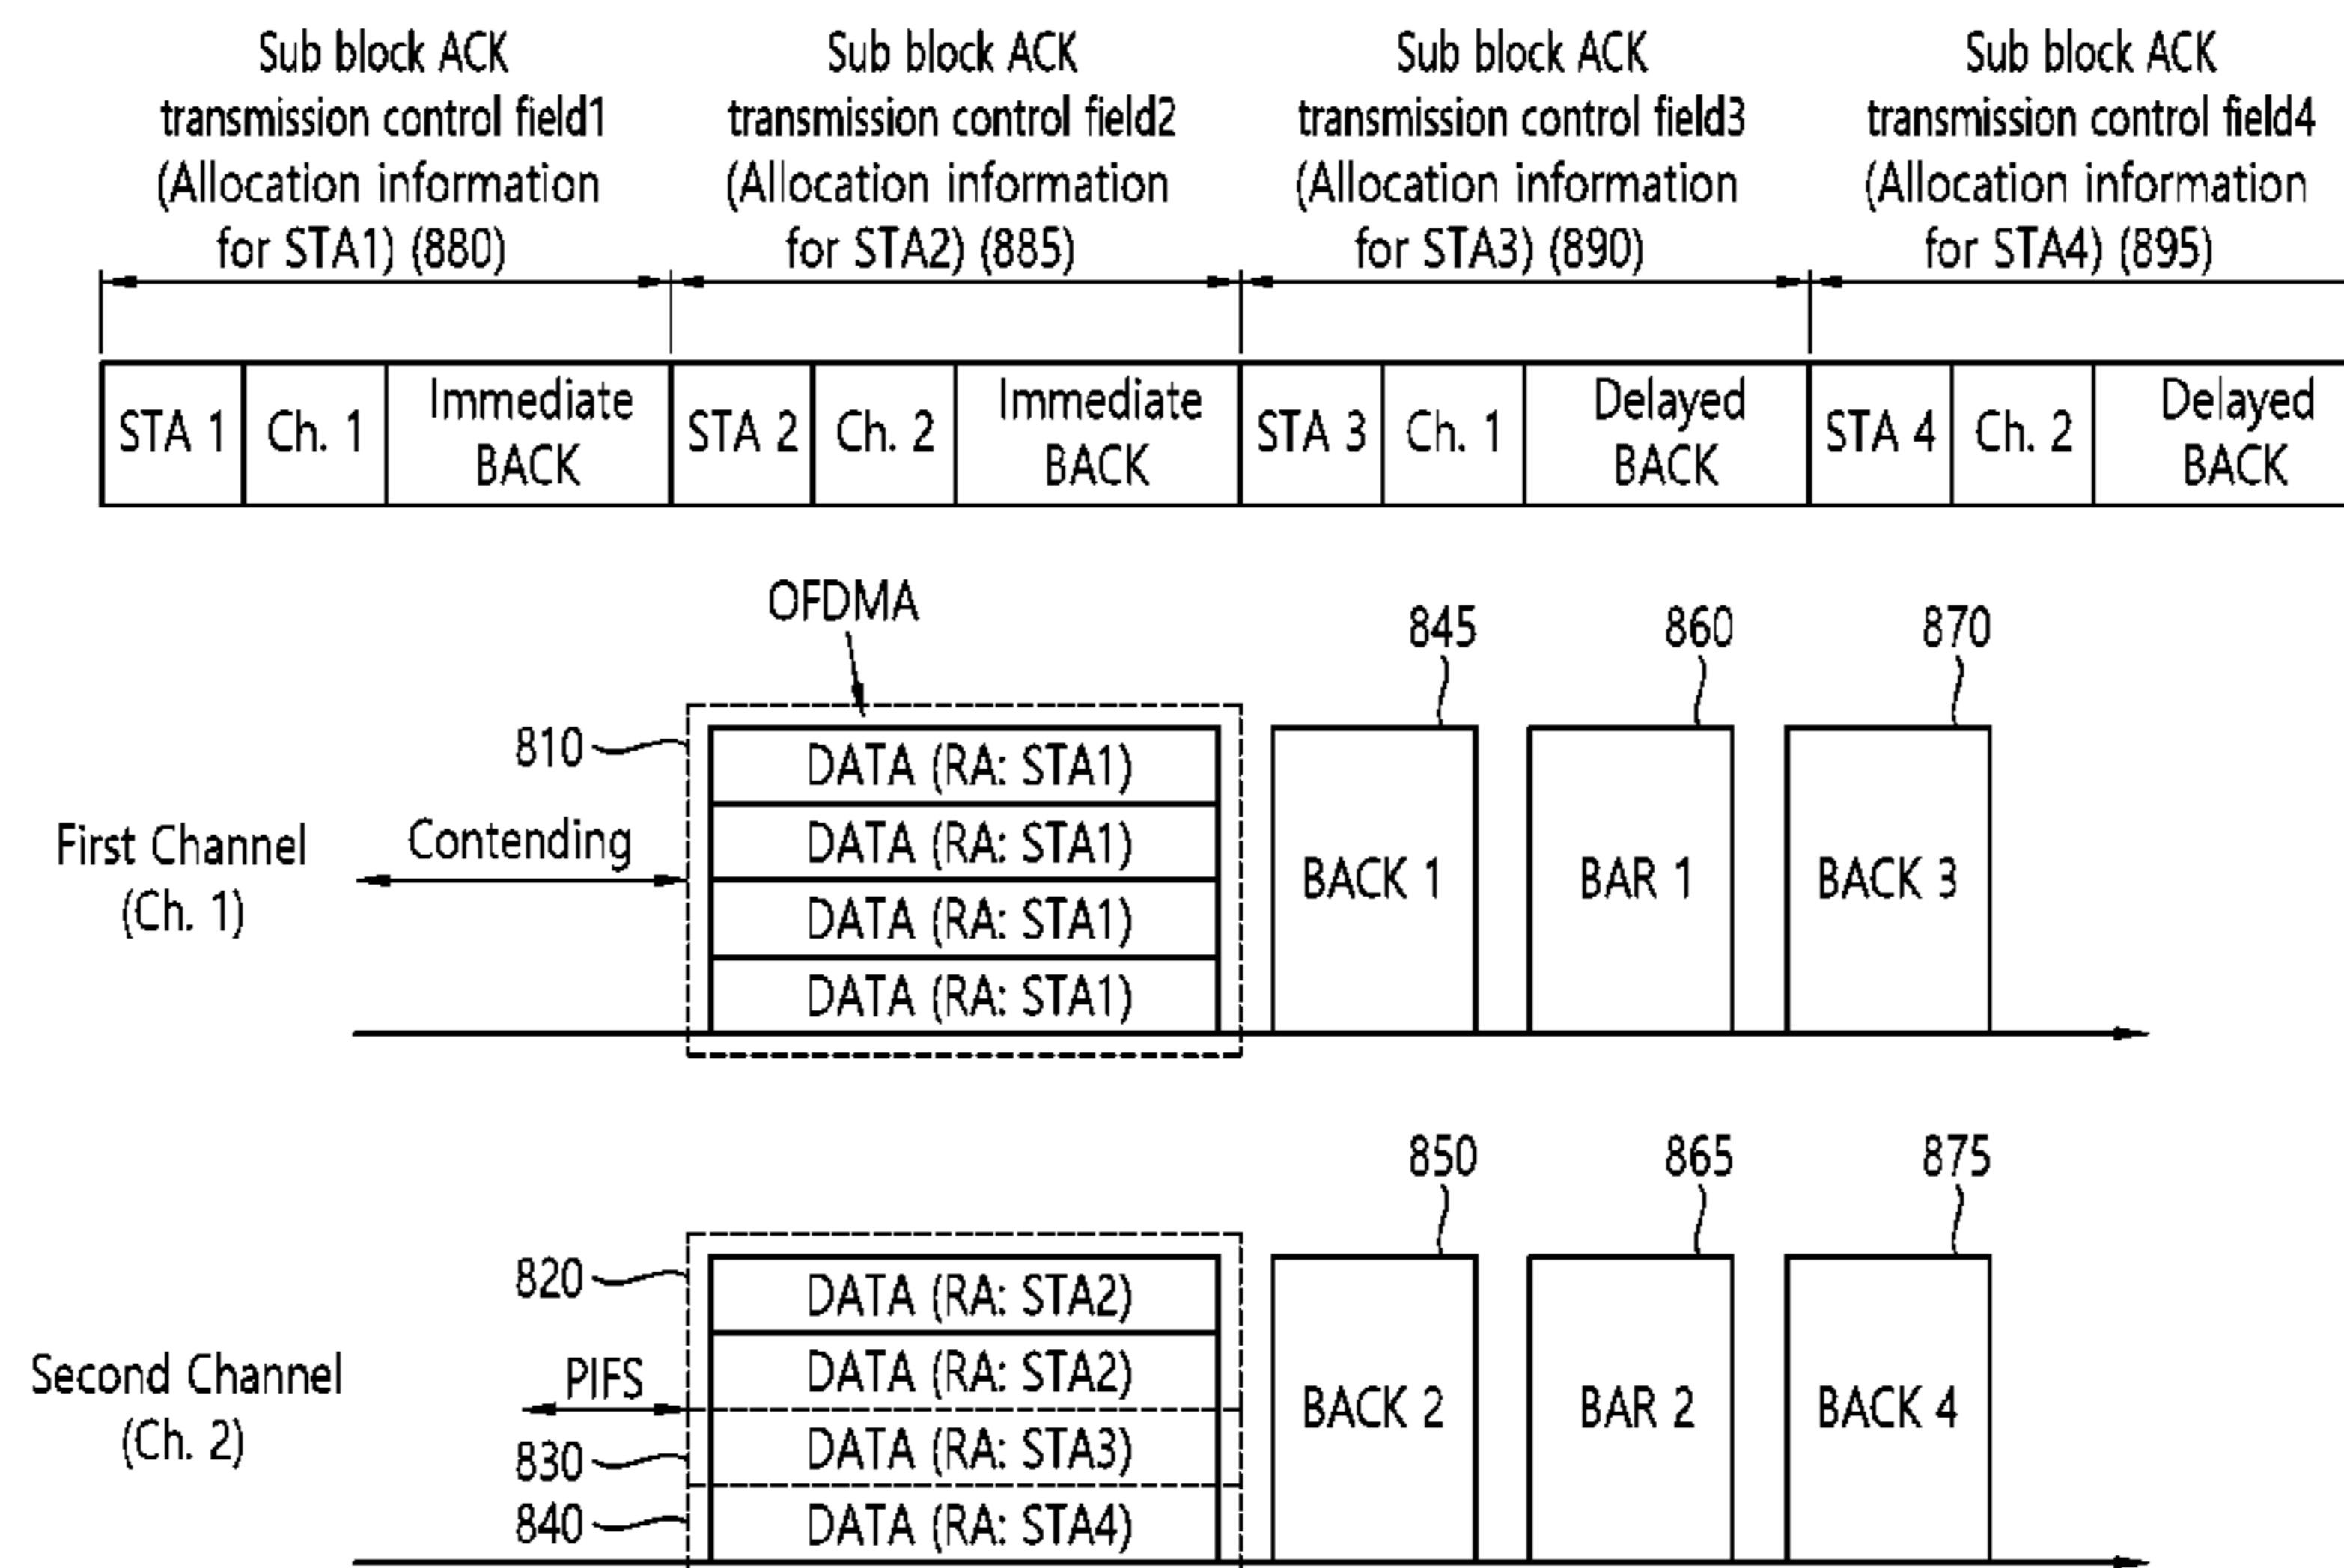 Sub block ACK
transmission control field1
(Allocation information
for STA1) (880)
Sub block ACK
transmission control field2
(Allocation information
for STA2) (885)
Sub block ACK
transmission control field3
(Allocation information
for STA3) (890)
Sub block ACK
transmission control field4
(Allocation information
for STA4) (895)
STA 1
Ch. 1
Immediate
BACK
STA 2
Ch. 2
Immediate
BACK
STA 3
Ch. 1
Delayed
BACK
STA 4
Ch. 2
Delayed
BACK
OFDMA
845
860
870
810
DATA (RA: STA1)
DATA (RA: STA1)
DATA (RA: STA1)
DATA (RA: STA1)
First Channel
(Ch. 1)
Contending
BACK 1
BAR 1
BACK 3
850
865
875
820
DATA (RA: STA2)
DATA (RA: STA2)
Second Channel
(Ch. 2)
PIFS
830
DATA (RA: STA3)
840
DATA (RA: STA4)
BACK 2
BAR 2
BACK 4